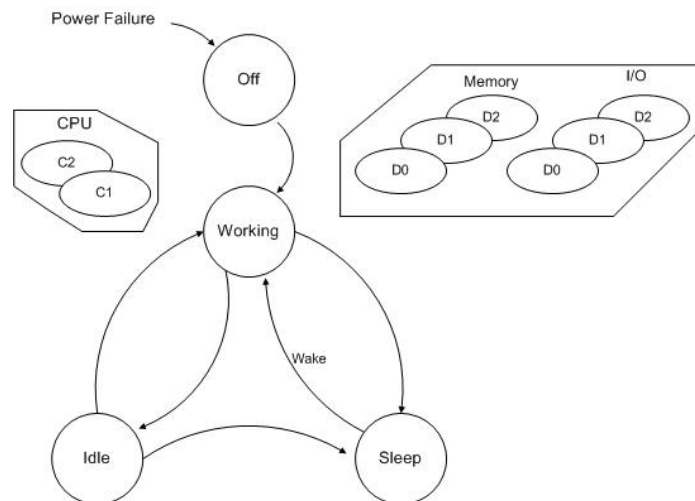 Power Failure
Off
CPU
C2
C1
Memory
I/O
D2
D1
D0
D2
D1
D0
Working
Wake
Idle
Sleep